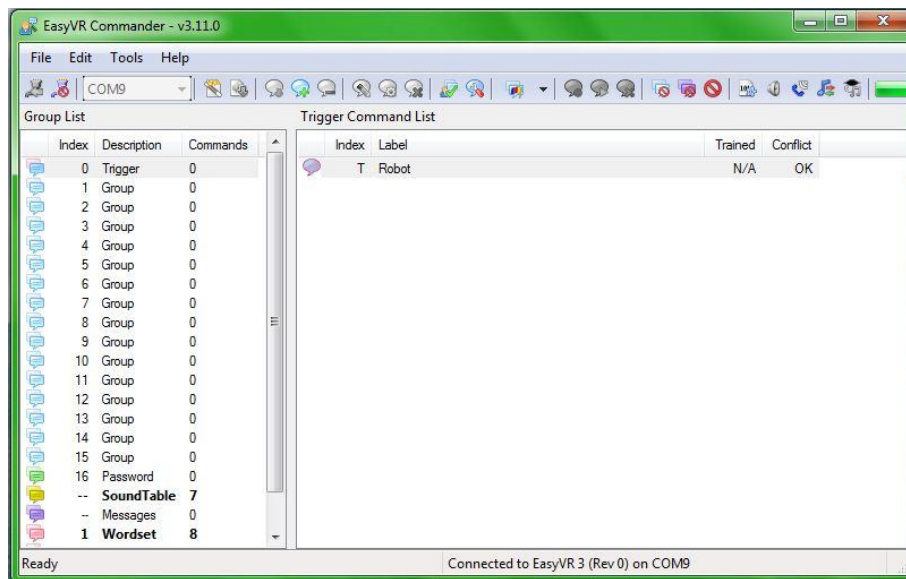 EasyVR Commander - v3.11.0
File Edit Tools Help
COM9
Group List Trigger Command List
Index Description Commands Index Label Trained Conflict
0 Trigger 0 T Robot N/A OK
1 Group 0
2 Group 0
3 Group 0
4 Group 0
5 Group 0
6 Group 0
7 Group 0
8 Group 0
9 Group 0
10 Group 0
11 Group 0
12 Group 0
13 Group 0
14 Group 0
15 Group 0
16 Password 0
-- SoundTable 7
-- Messages 0
1 Wordset 8
Ready Connected to EasyVR 3 (Rev 0) on COM9